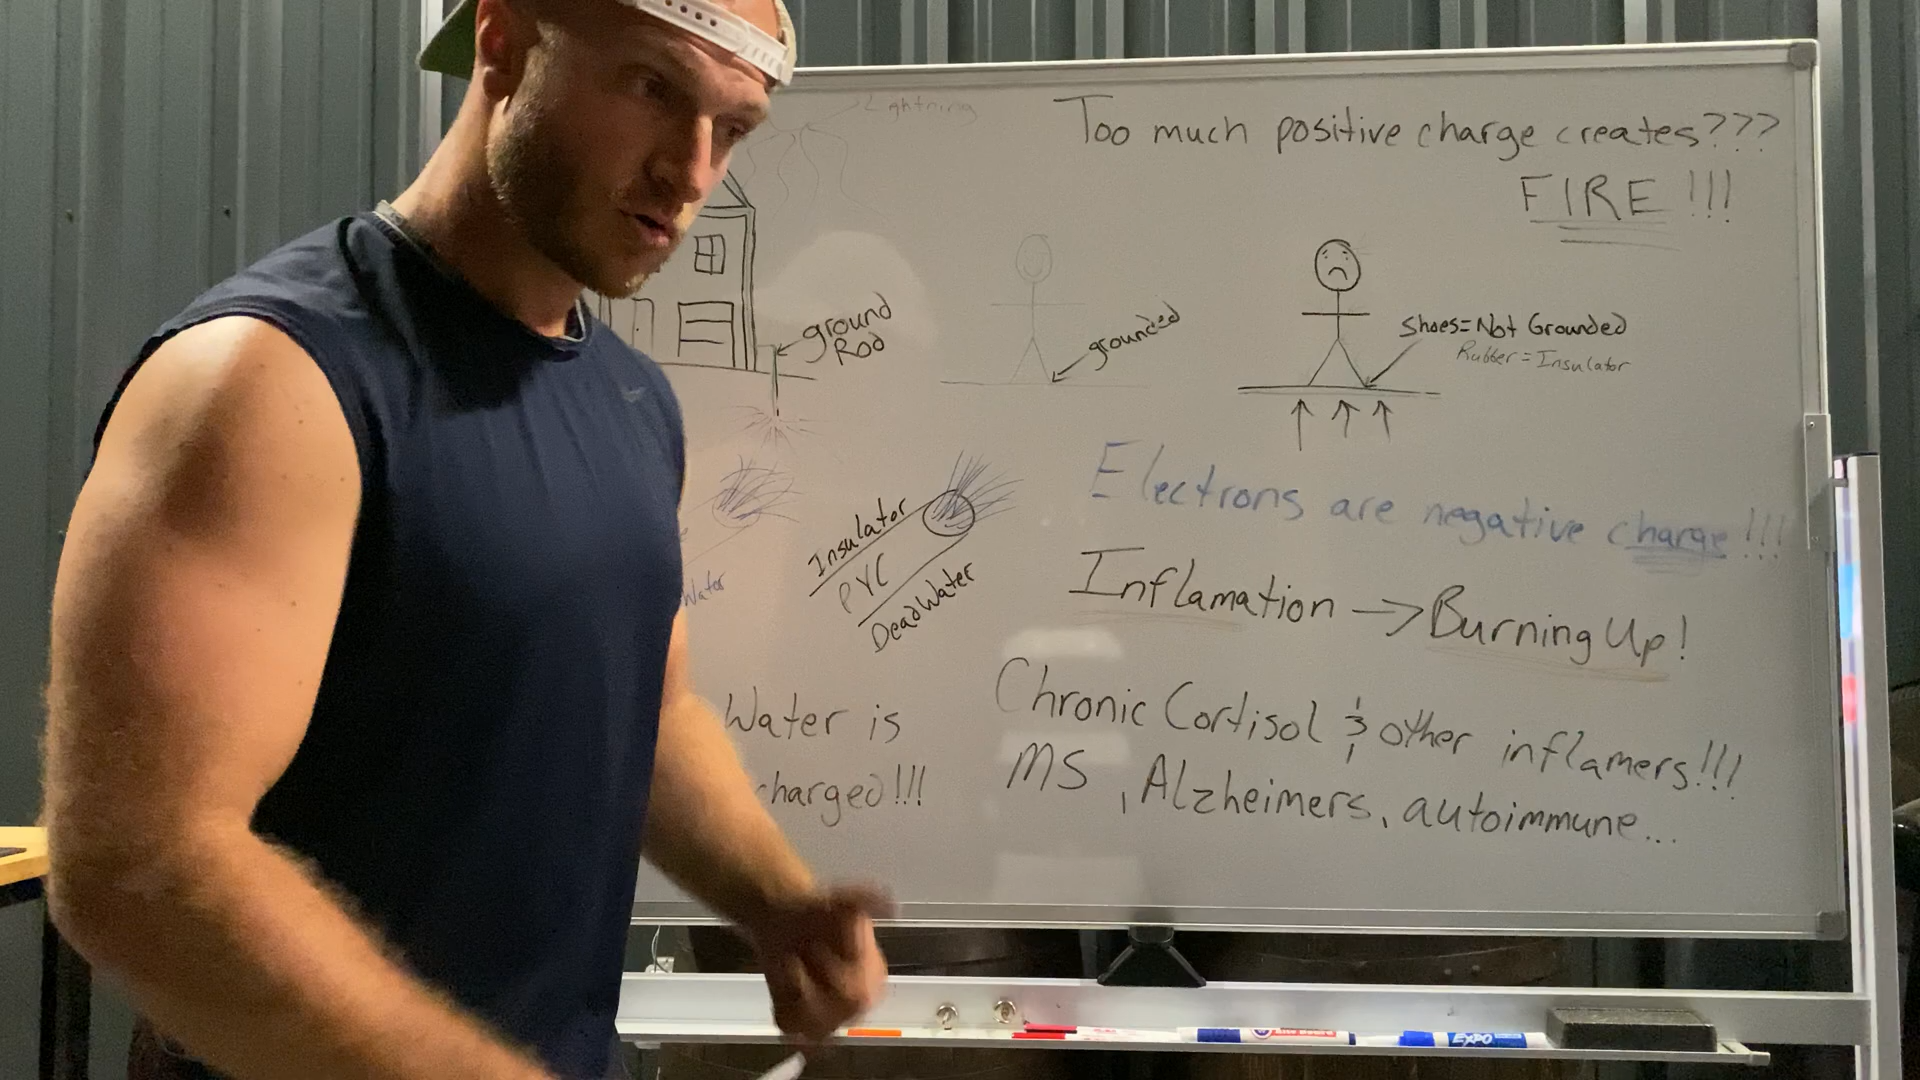 Lightning
Too much positive charge creates???
FIRE!!!
ground
Rod
grounded
Shoes=Not Grounded
Rubber = Insulator
Insulator
PVC
Dead Water
Water
Electrons are negative charge!!!
Inflamation → Burning Up!
Water is
charged!!!
Chronic Cortisol & other inflamers!!!
MS, Alzheimers, autoimmune...
EXPO